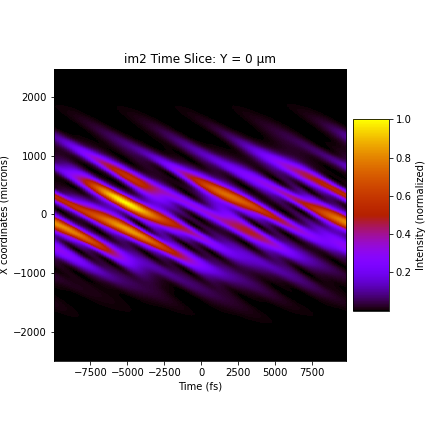 im2 Time Slice: Y = 0 μm
X coordinates (microns)
2000
1000
0
−1000
−2000
−7500 −5000 −2500 0 2500 5000 7500
Time (fs)
1.0
0.8
0.6
0.4
0.2
Intensity (normalized)